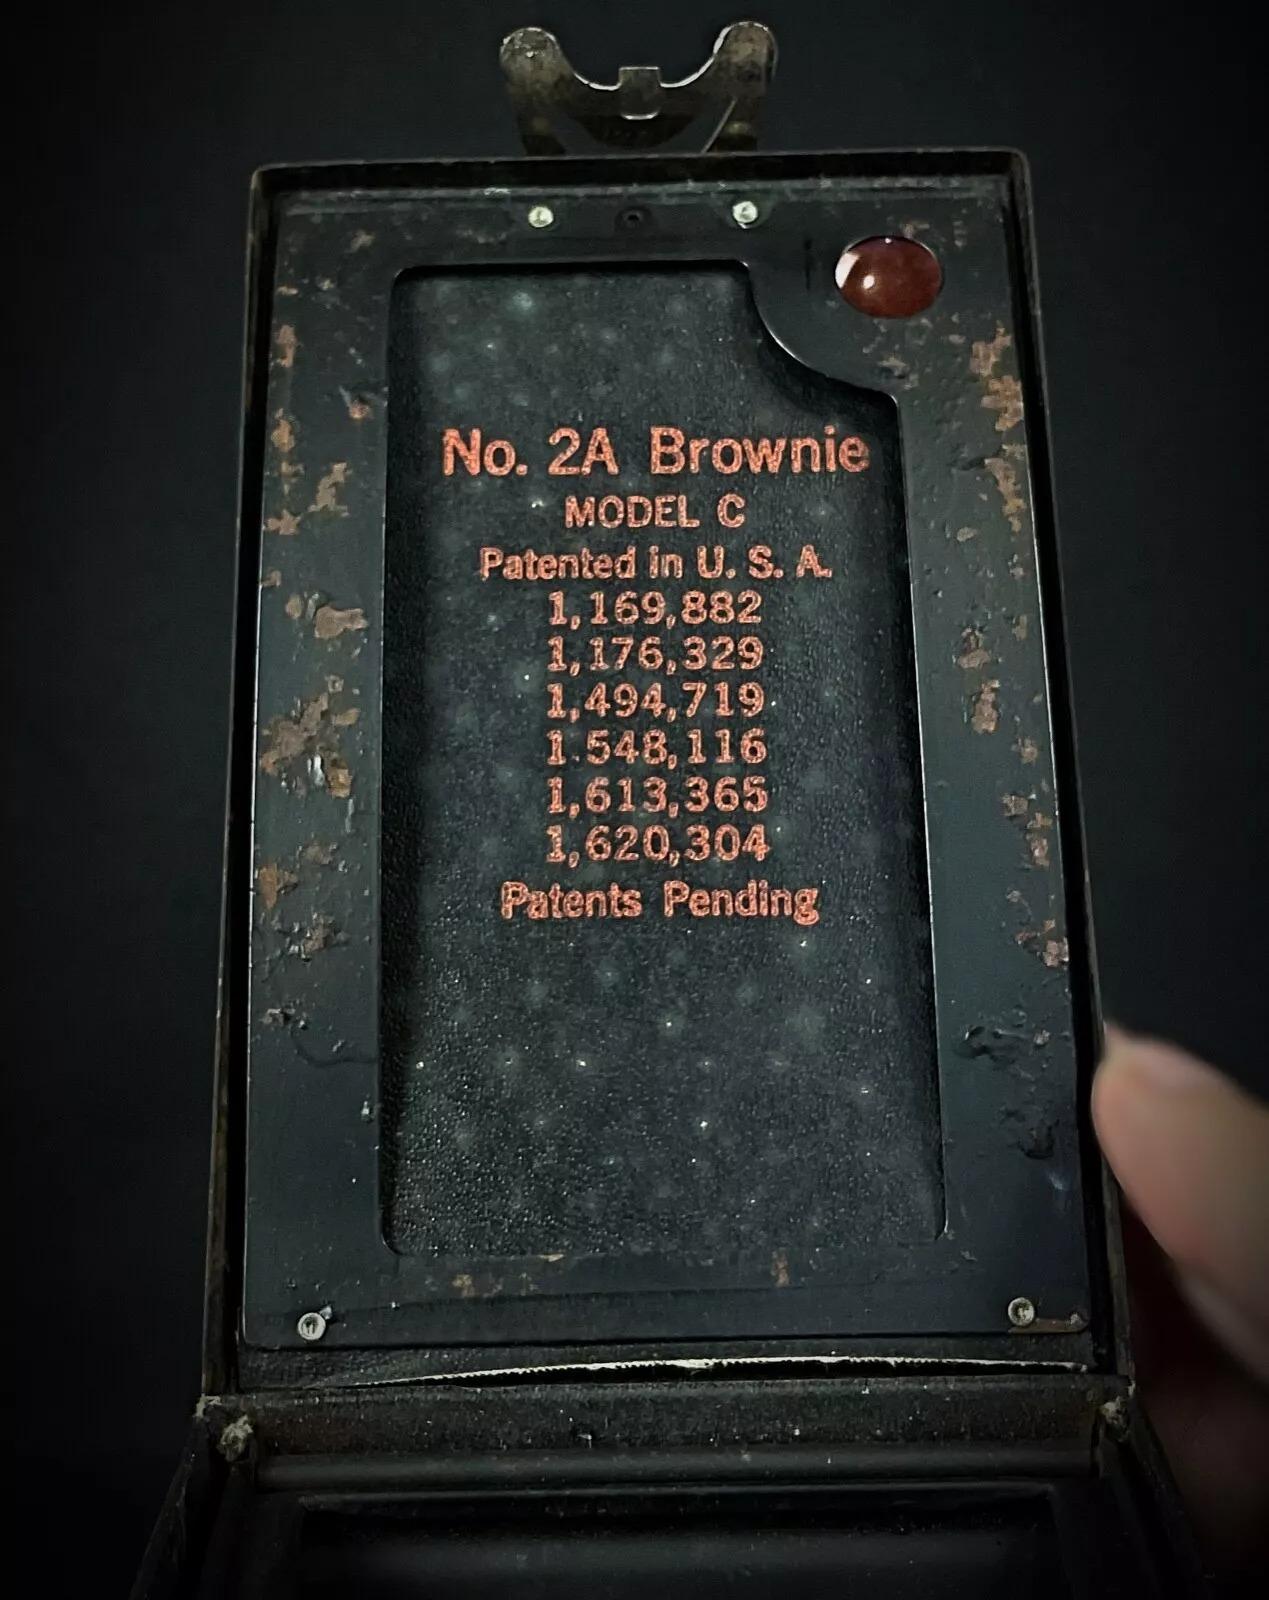 No. 2A Brownie
MODEL C
Patented in U. S. A.
1,169,882
1,176,329
1,494,719
1 548,116
1,613,365
1,620,304
Patents Pending